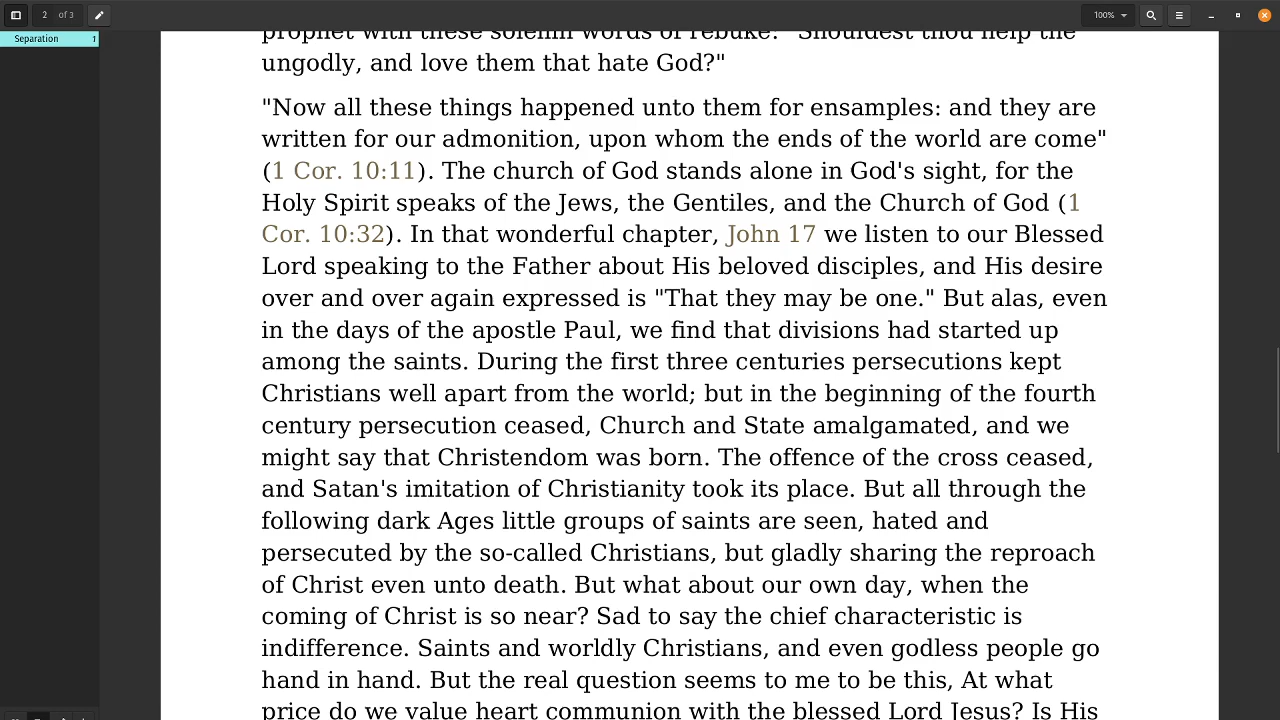 2 of 3
100%
Separation 1
prophet with these solemn words of rebuke: "Shouldest thou help the
ungodly, and love them that hate God?"
"Now all these things happened unto them for ensamples: and they are
written for our admonition, upon whom the ends of the world are come"
(1 Cor. 10:11). The church of God stands alone in God's sight, for the
Holy Spirit speaks of the Jews, the Gentiles, and the Church of God (1
Cor. 10:32). In that wonderful chapter, John 17 we listen to our Blessed
Lord speaking to the Father about His beloved disciples, and His desire
over and over again expressed is "That they may be one." But alas, even
in the days of the apostle Paul, we find that divisions had started up
among the saints. During the first three centuries persecutions kept
Christians well apart from the world; but in the beginning of the fourth
century persecution ceased, Church and State amalgamated, and we
might say that Christendom was born. The offence of the cross ceased,
and Satan's imitation of Christianity took its place. But all through the
following dark Ages little groups of saints are seen, hated and
persecuted by the so-called Christians, but gladly sharing the reproach
of Christ even unto death. But what about our own day, when the
coming of Christ is so near? Sad to say the chief characteristic is
indifference. Saints and worldly Christians, and even godless people go
hand in hand. But the real question seems to me to be this, At what
price do we value heart communion with the blessed Lord Jesus? Is His